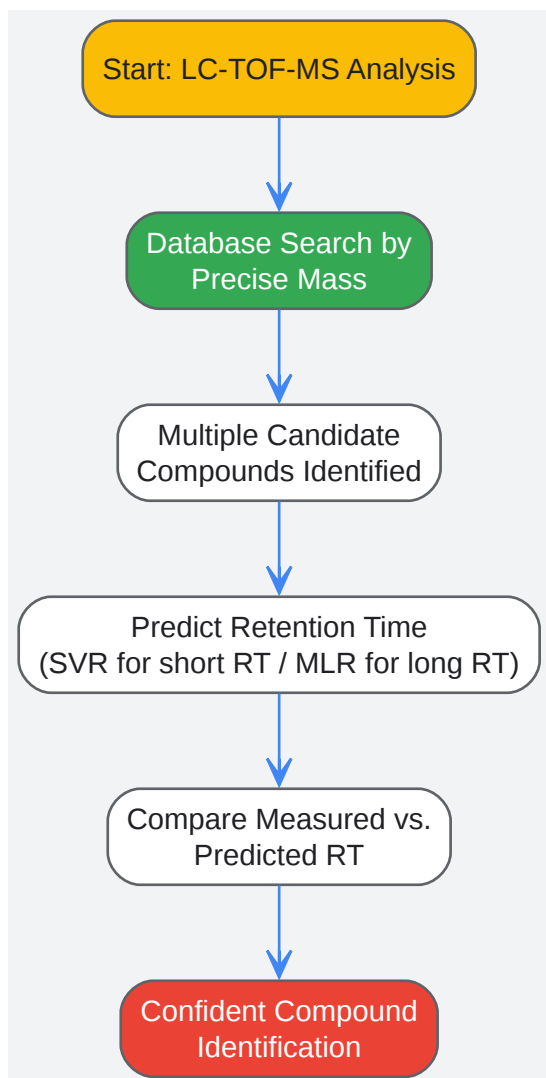 Start: LC-TOF-MS Analysis
Database Search by
Precise Mass
Multiple Candidate
Compounds Identified
Predict Retention Time
(SVR for short RT / MLR for long RT)
Compare Measured vs.
Predicted RT
Confident Compound
Identification